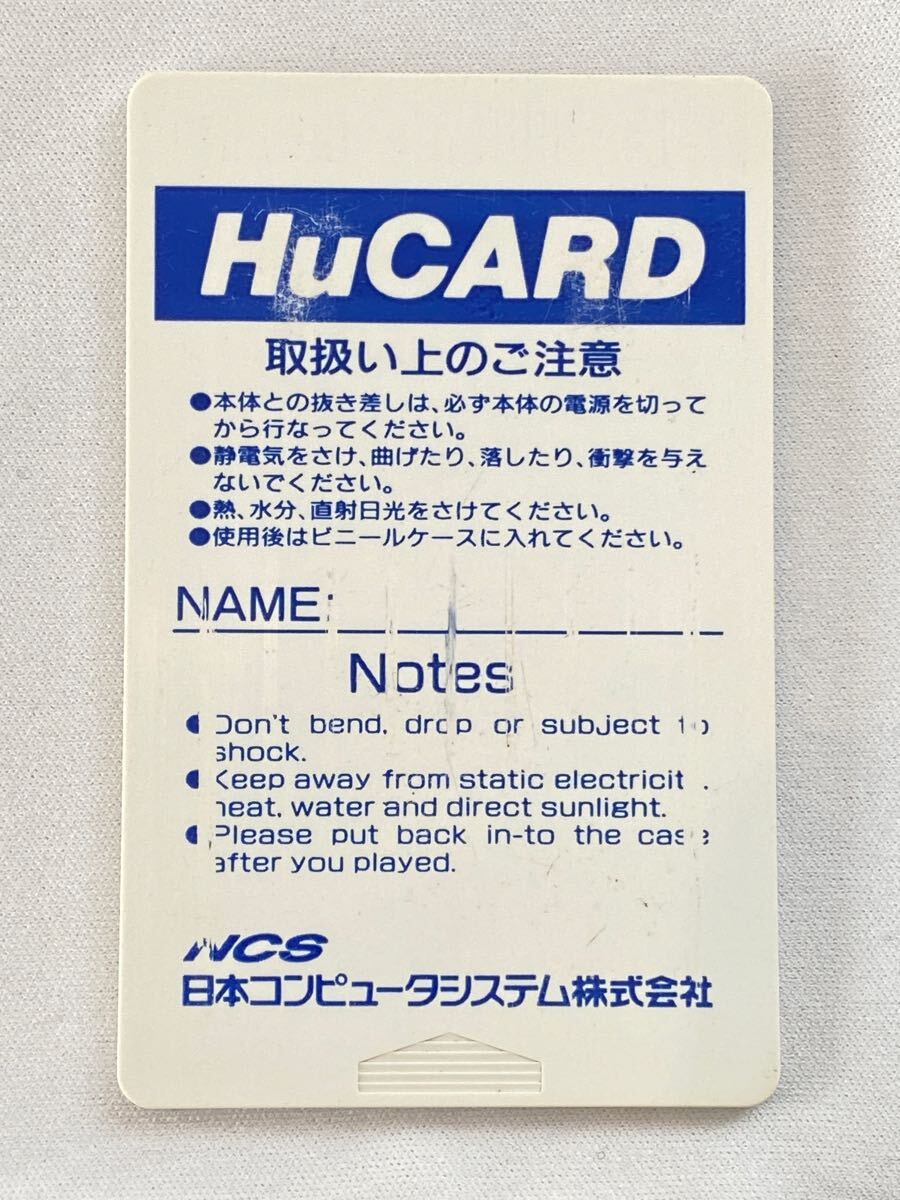 HuCARD
取扱い上のご注意
●本体との抜き差しは、必ず本体の電源を切って
から行なってください。
●静電気をさけ、曲げたり、落したり、衝撃を与え
ないでください。
●熱、水分、直射日光をさけてください。
●使用後はビニールケースに入れてください。
NAME:
Notes
●Don't bend, drop or subject to
shock.
●Keep away from static electricity,
heat, water and direct sunlight.
●Please put back in-to the case
after you played.
NCS
日本コンピュータシステム株式会社